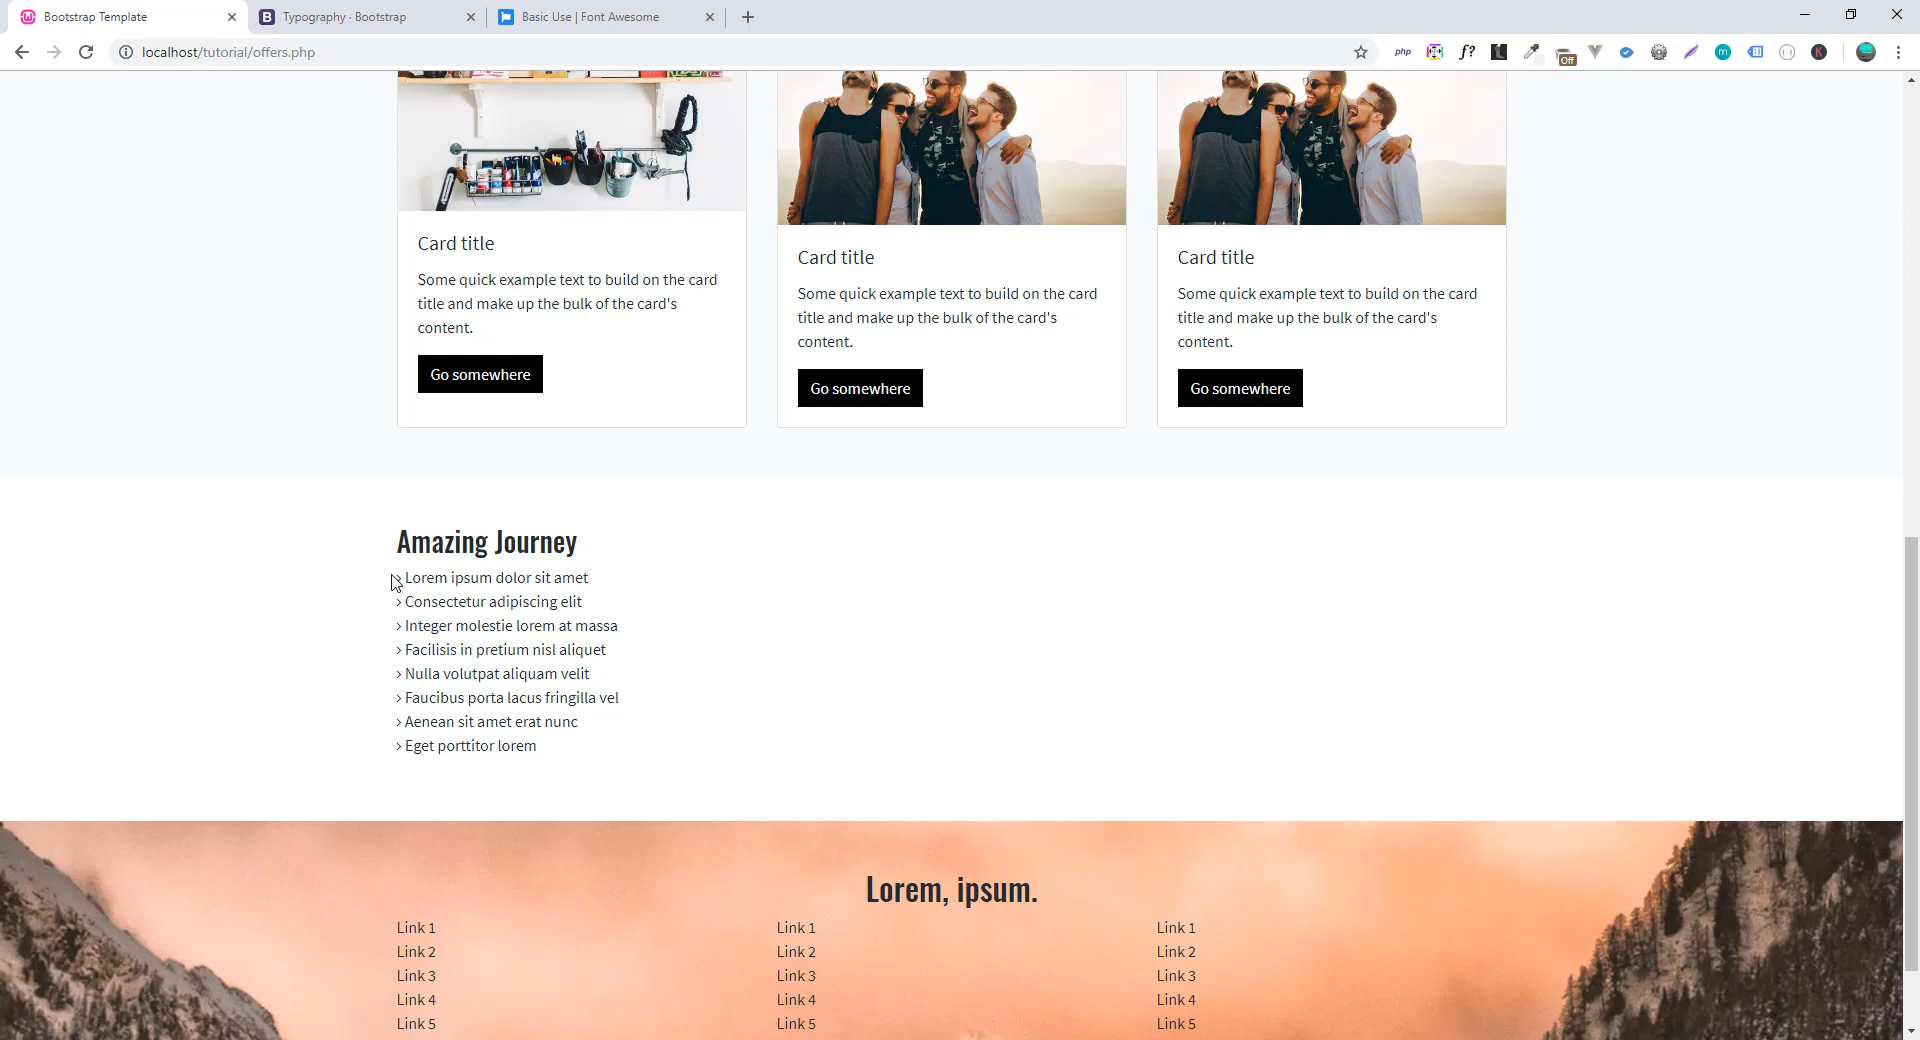 Bootstrap Template
Typography · Bootstrap
Basic Use | Font Awesome
localhost/tutorial/offers.php
php
f?
Off
m
K
Card title
Some quick example text to build on the card
title and make up the bulk of the card's
content.
Go somewhere
Card title
Some quick example text to build on the card
title and make up the bulk of the card's
content.
Go somewhere
Card title
Some quick example text to build on the card
title and make up the bulk of the card's
content.
Go somewhere
Amazing Journey
› Lorem ipsum dolor sit amet
› Consectetur adipiscing elit
› Integer molestie lorem at massa
› Facilisis in pretium nisl aliquet
› Nulla volutpat aliquam velit
› Faucibus porta lacus fringilla vel
› Aenean sit amet erat nunc
› Eget porttitor lorem
Lorem, ipsum.
Link 1
Link 2
Link 3
Link 4
Link 5
Link 1
Link 2
Link 3
Link 4
Link 5
Link 1
Link 2
Link 3
Link 4
Link 5